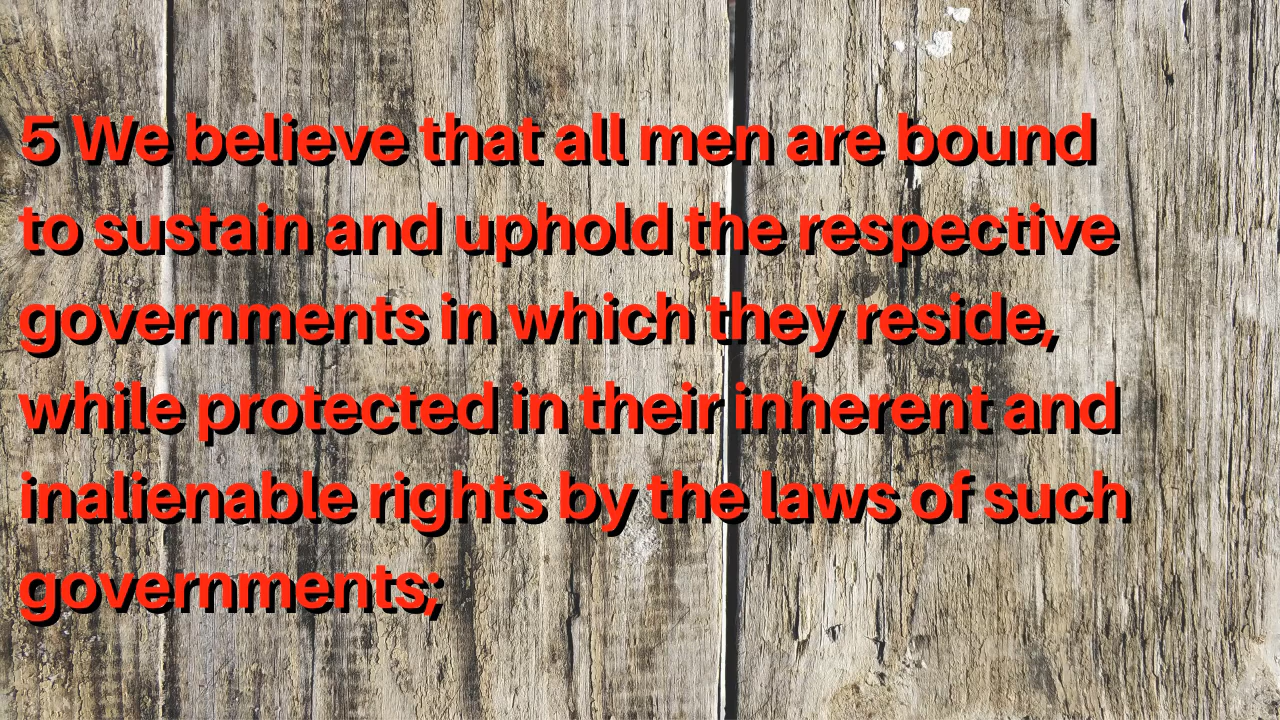 5 We believe that all men are bound
to sustain and uphold the respective
governments in which they reside,
while protected in their inherent and
inalienable rights by the laws of such
governments;